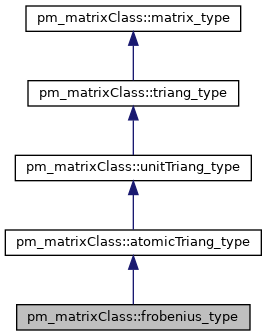 pm_matrixClass::matrix_type
pm_matrixClass::triang_type
pm_matrixClass::unitTriang_type
pm_matrixClass::atomicTriang_type
pm_matrixClass::frobenius_type